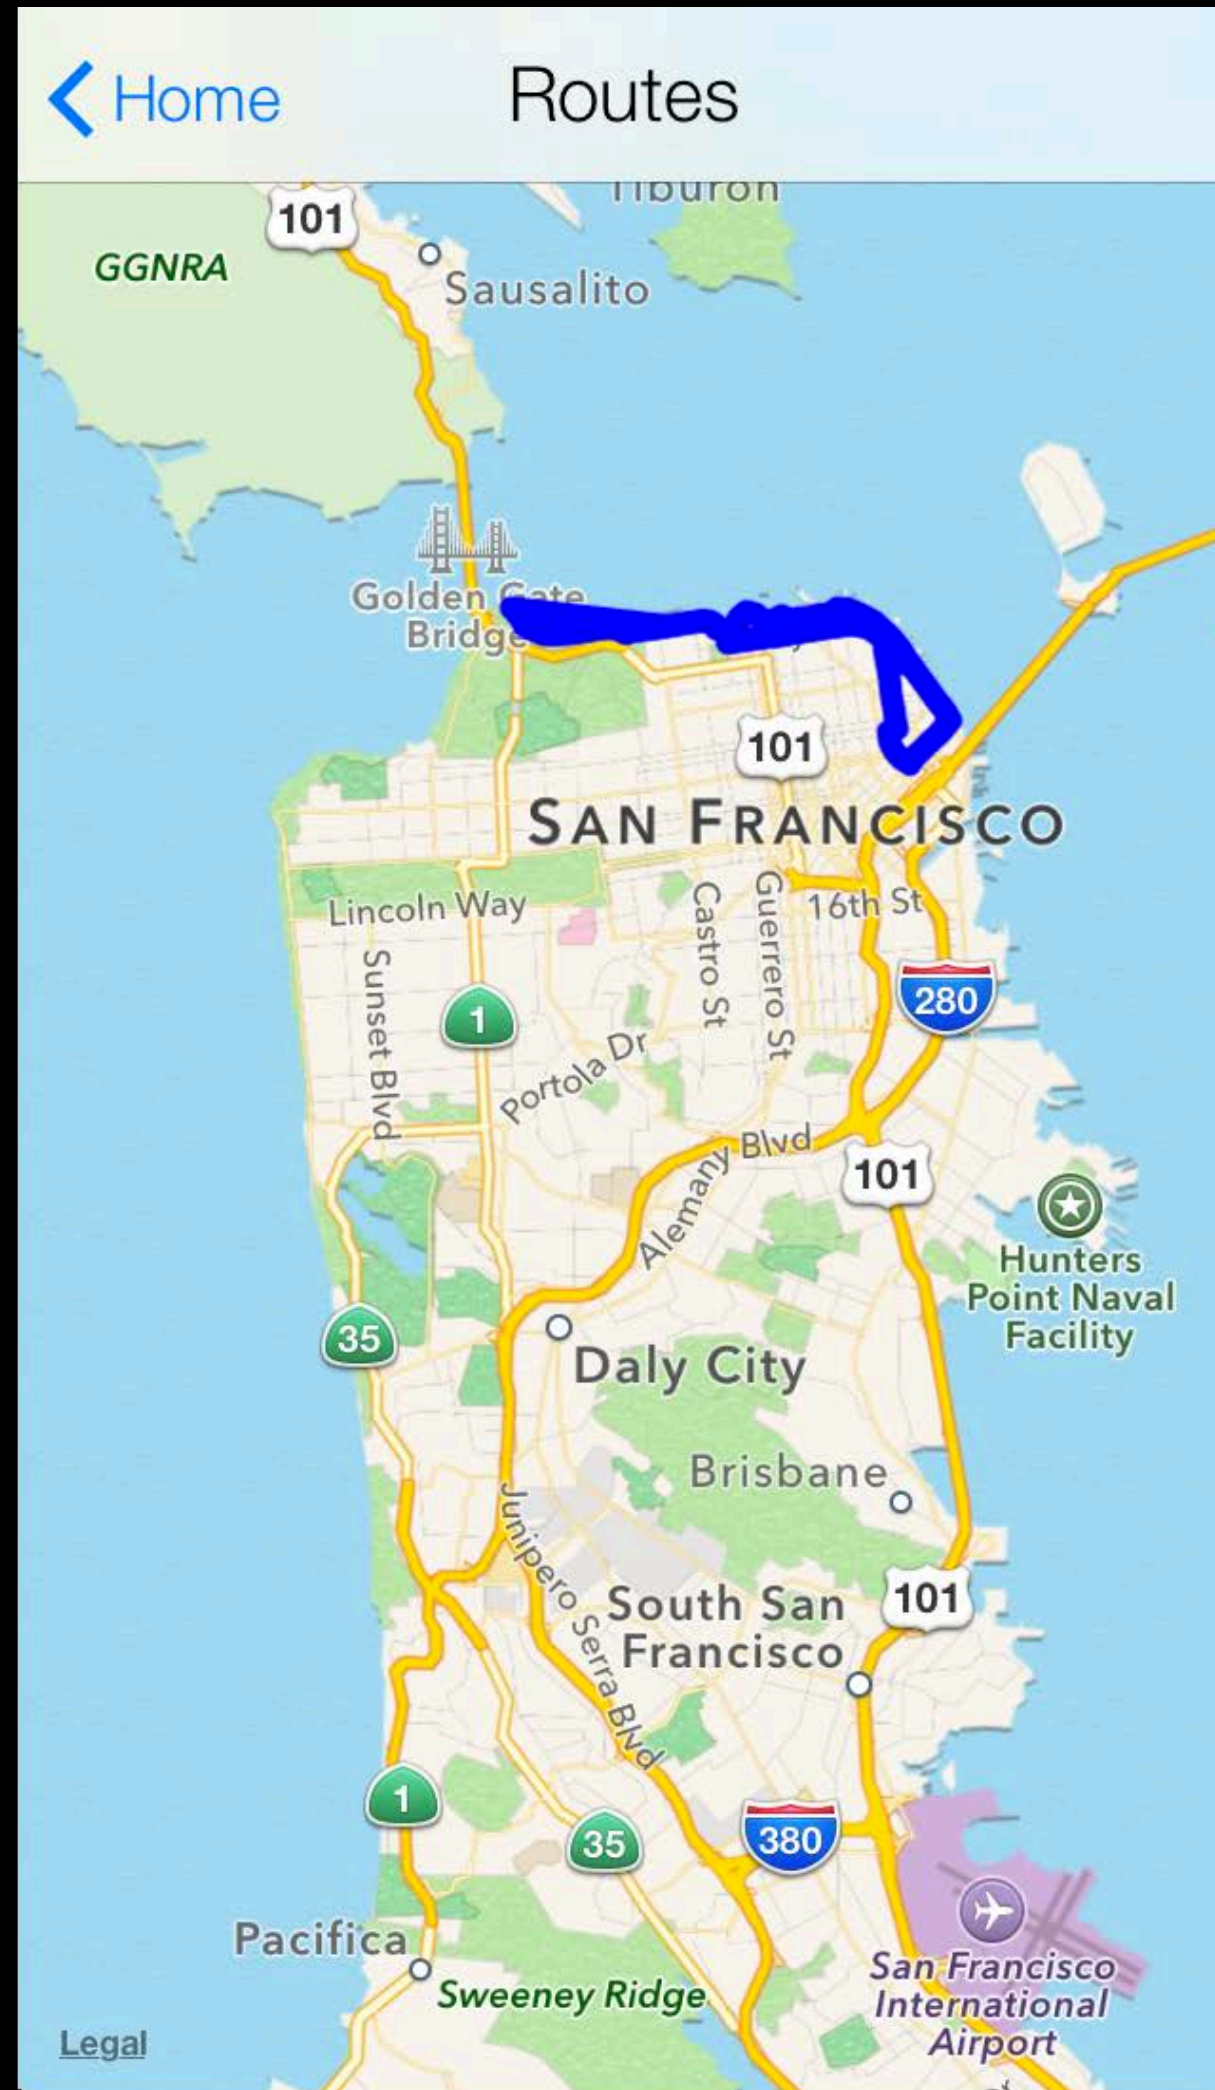 Home
Routes
Tiburon
101
GGNRA
Sausalito
Golden Gate
Bridge
101
SAN FRANCISCO
Lincoln Way
Castro St
Guerrero St
16th St
Sunset Blvd
280
1
Portola Dr
Alemany Blvd
101
Hunters
Point Naval
Facility
35
Daly City
Brisbane
Junipero Serra Blvd
South San
Francisco
101
1
35
380
Pacifica
Sweeney Ridge
San Francisco
International
Airport
Legal